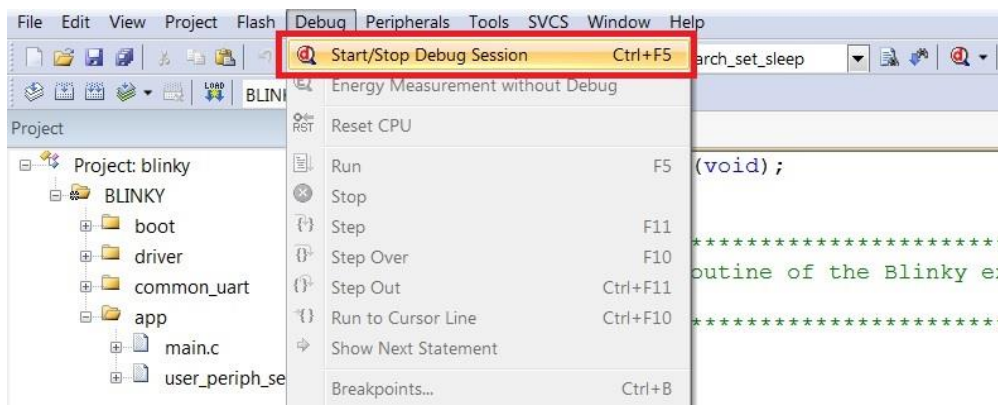 File Edit View Project Flash Debug Peripherals Tools SVCS Window Help
Start/Stop Debug Session Ctrl+F5 arch_set_sleep
LOAD BLIN
Energy Measurement without Debug
Project
RST Reset CPU
Project: blinky
Run F5 (void);
BLINKY
Stop
boot
Step F11
*************************
driver
Step Over F10
outine of the Blinky e
common_uart
Step Out Ctrl+F11
app
Run to Cursor Line Ctrl+F10
*************************
main.c
Show Next Statement
user_periph_se
Breakpoints... Ctrl+B